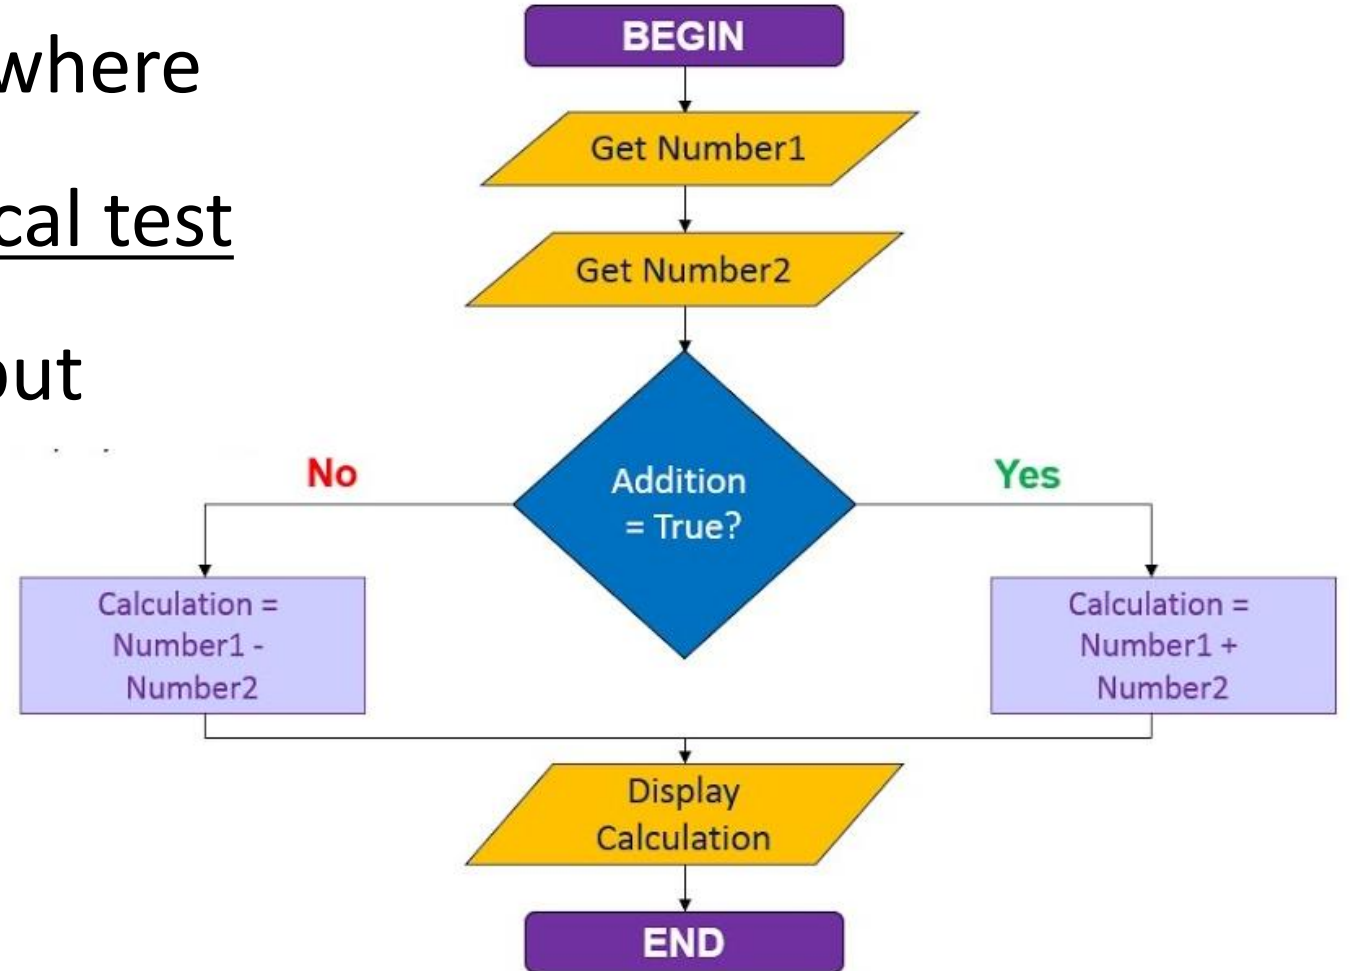 where
cal test
out
BEGIN
Get Number1
Get Number2
Addition
= True?
No
Yes
Calculation =
Number1 -
Number2
Calculation =
Number1 +
Number2
Display
Calculation
END